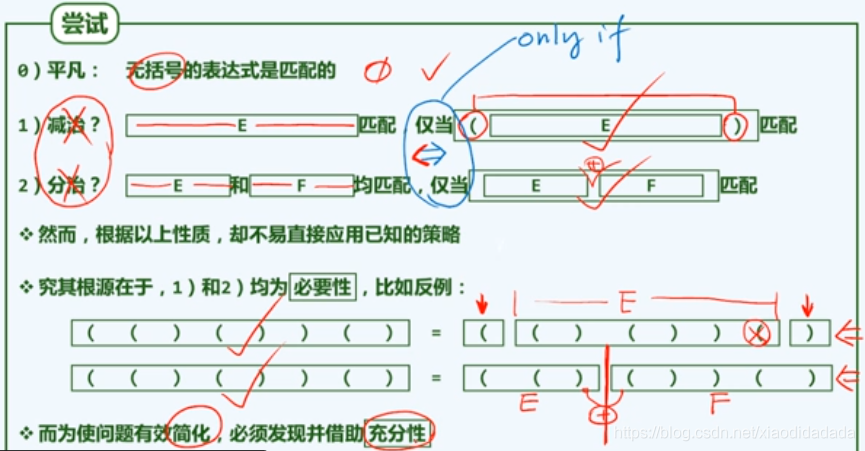 尝试
only if
0)平凡： 无括号的表达式是匹配的 ∅ ✓
1)减治？ E 匹配，仅当 ( E ) 匹配
⇔
2)分治？ E 和 F 均匹配，仅当 E + F 匹配
❖ 然而，根据以上性质，却不易直接应用已知的策略
❖ 究其根源在于，1)和2)均为 必要性 ，比如反例：
E
( ( ) ( ) ) ( ) = ( ( ) ( ) ) ( )
( ( ) ( ) ) ( ) = ( ( ) ( ) ) ( )
E + F
❖ 而为使问题有效简化，必须发现并借助 充分性
https://blog.csdn.net/xiaodidadada